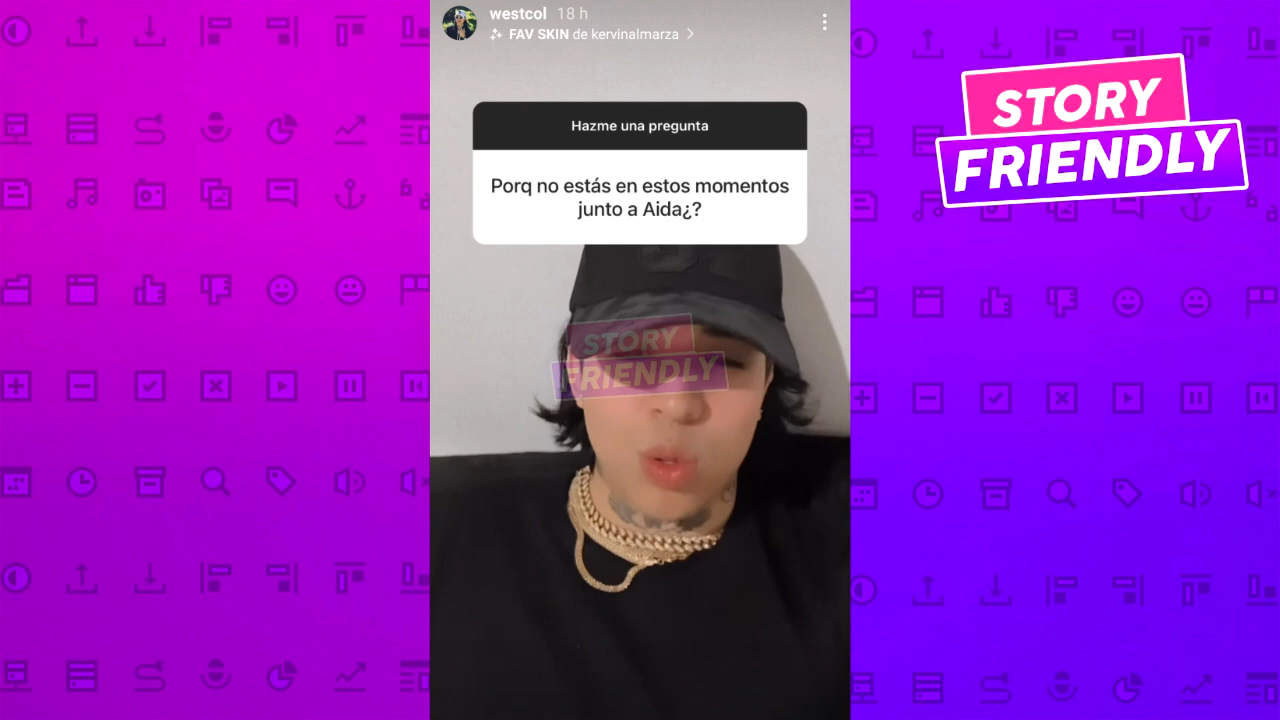 westcol 18 h
FAV SKIN de kervinalmarza
Hazme una pregunta
Porq no estás en estos momentos
junto a Aida¿?
STORY
FRIENDLY
STORY
FRIENDLY